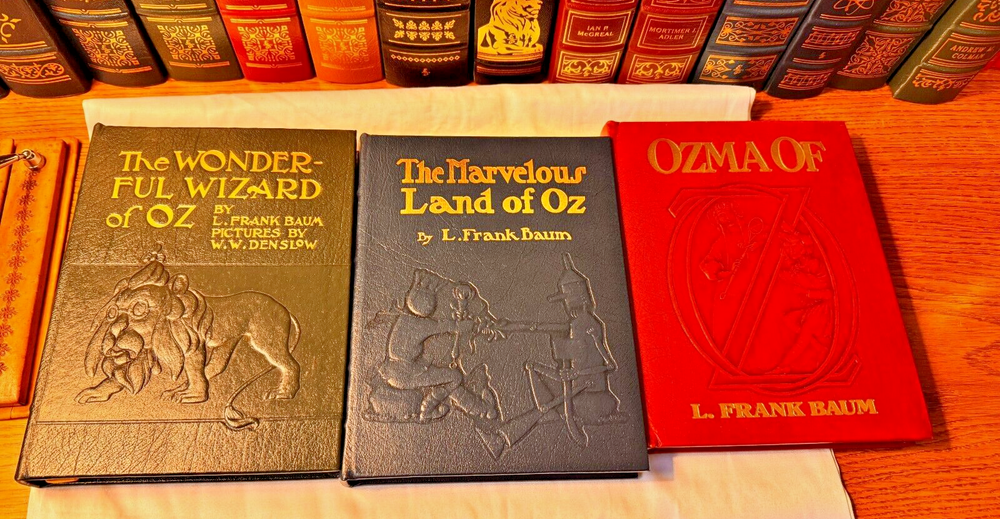 IAN P.
McGREAL
MORTIMER J.
ADLER
ANDREW M.
COLMAN
The WONDER-
FUL WIZARD
of OZ BY
L. FRANK BAUM
PICTURES BY
W. W. DENSLOW
The Marvelous
Land of Oz
By L. Frank Baum
OZMA OF
OZ
L. FRANK BAUM